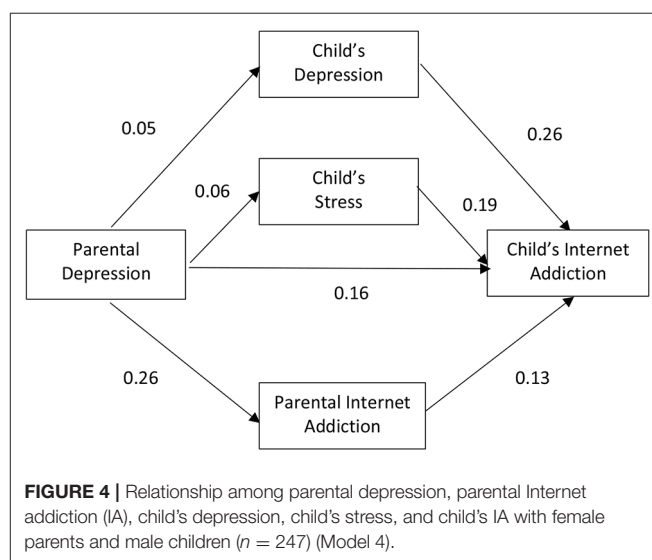 Child's
Depression
0.05
0.26
Child's
Stress
0.06
0.19
Parental
Depression
Child's Internet
Addiction
0.16
0.26
0.13
Parental Internet
Addiction
FIGURE 4 | Relationship among parental depression, parental Internet
addiction (IA), child's depression, child's stress, and child's IA with female
parents and male children (n = 247) (Model 4).